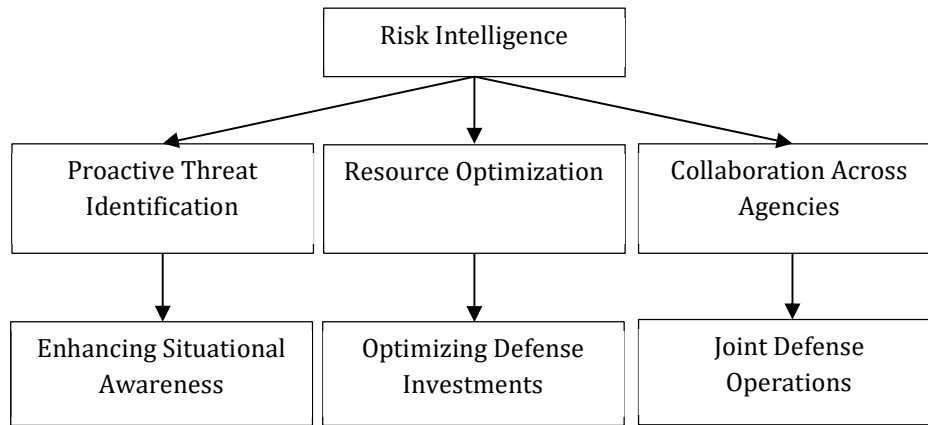 Risk Intelligence
Proactive Threat
Identification
Resource Optimization
Collaboration Across
Agencies
Enhancing Situational
Awareness
Optimizing Defense
Investments
Joint Defense
Operations